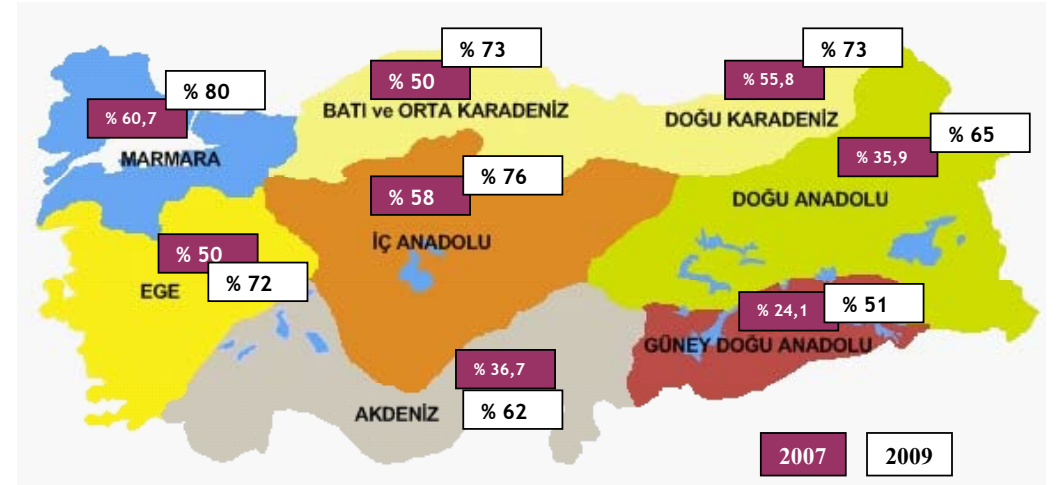 % 73
% 73
% 50
% 55,8
% 80
% 60,7
BATI ve ORTA KARADENİZ
DOĞU KARADENİZ
% 65
MARMARA
% 35,9
% 76
% 58
DOĞU ANADOLU
İÇ ANADOLU
% 50
% 72
EGE
% 51
% 24,1
GÜNEY DOĞU ANADOLU
% 36,7
AKDENİZ
% 62
2007
2009